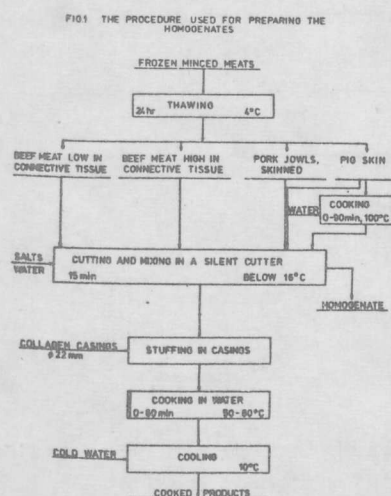 FIG.1 THE PROCEDURE USED FOR PREPARING THE
HOMOGENATES
FROZEN MINCED MEATS
THAWING
24hr 4°C
BEEF MEAT LOW IN
CONNECTIVE TISSUE
BEEF MEAT HIGH IN
CONNECTIVE TISSUE
PORK JOWLS,
SKINNED
PIG SKIN
WATER
COOKING
0-90min, 100°C
SALTS
WATER
CUTTING AND MIXING IN A SILENT CUTTER
15 min BELOW 16°C
HOMOGENATE
COLLAGEN CASINGS
ø 22 mm
STUFFING IN CASINGS
COOKING IN WATER
0-80 min 50-80°C
COLD WATER
COOLING
10°C
COOKED PRODUCTS